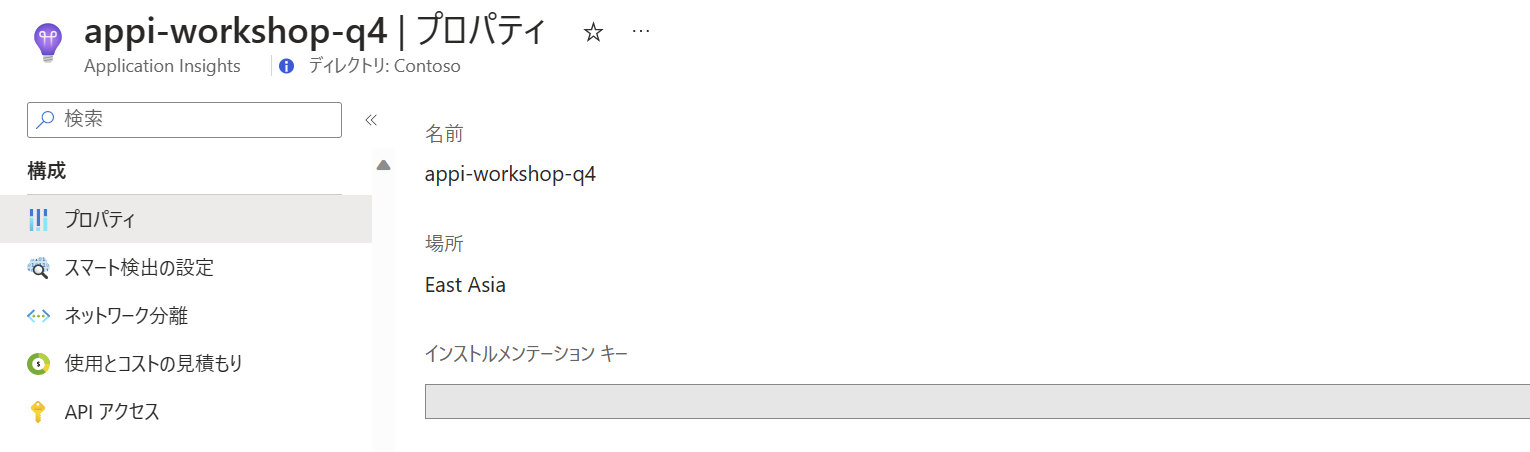 appi-workshop-q4 | プロパティ
Application Insights
ディレクトリ: Contoso
検索
構成
プロパティ
スマート検出の設定
ネットワーク分離
使用とコストの見積もり
API アクセス
名前
appi-workshop-q4
場所
East Asia
インストルメンテーション キー